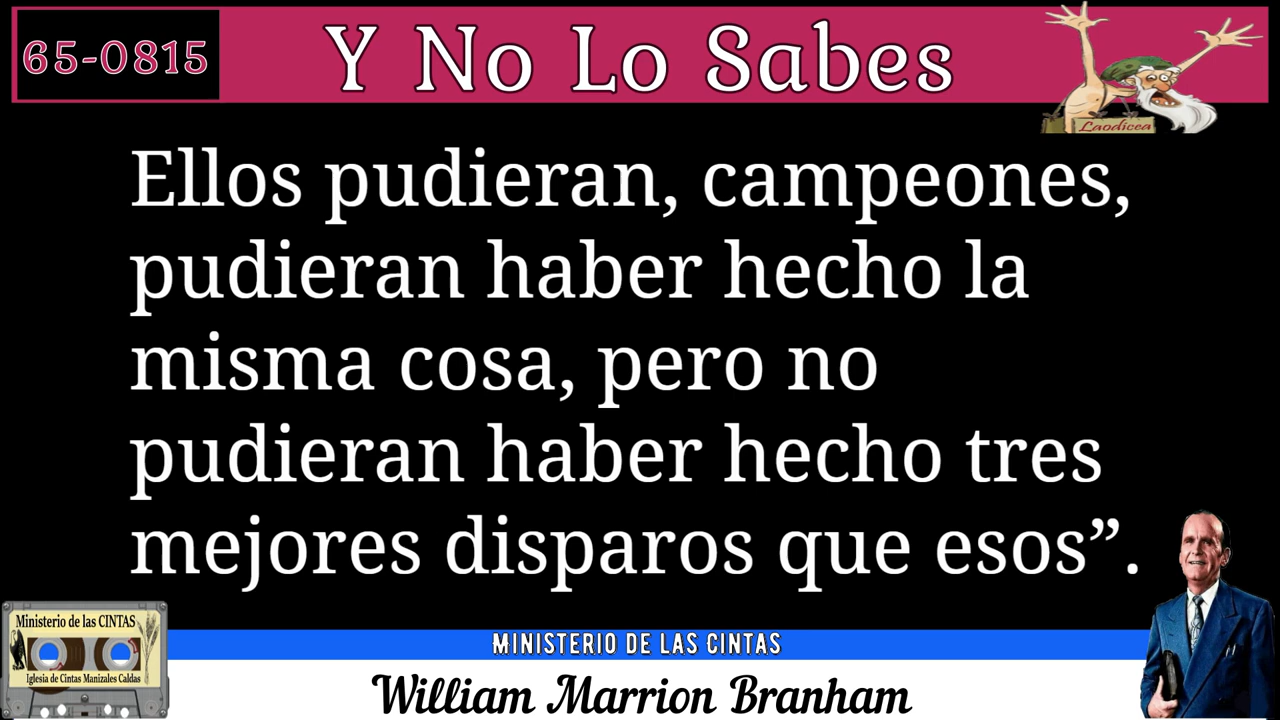 65-0815
Y No Lo Sabes
Laodicea
Ellos pudieran, campeones,
pudieran haber hecho la
misma cosa, pero no
pudieran haber hecho tres
mejores disparos que esos”.
Ministerio de las CINTAS
Iglesia de Cintas Manizales Caldas
MINISTERIO DE LAS CINTAS
William Marrion Branham